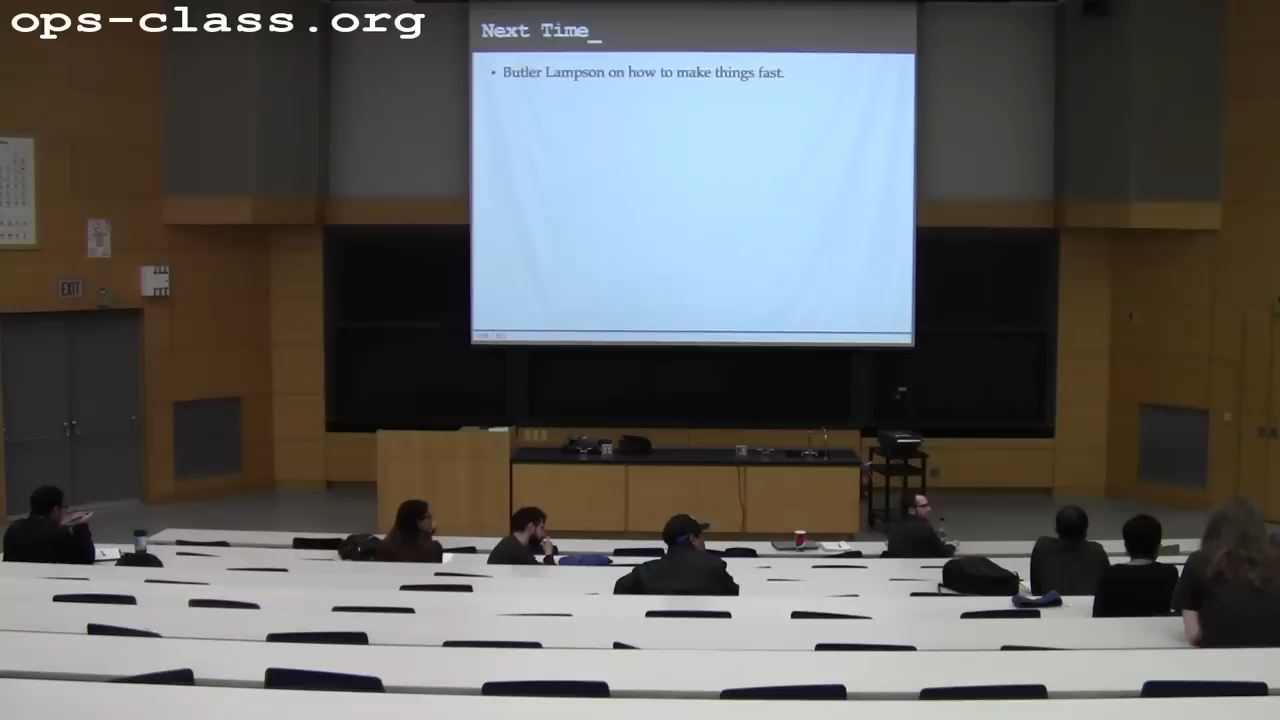 ops-class.org
Next Time_
• Butler Lampson on how to make things fast.
EXIT